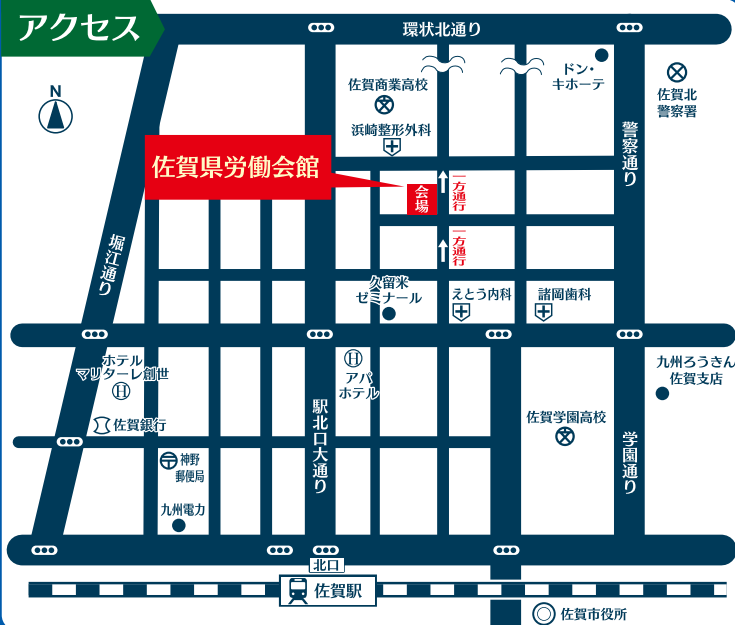 アクセス
環状北通り
N
ドン・
キホーテ
佐賀北
警察署
佐賀商業高校
浜崎整形外科
警察通り
佐賀県労働会館
会場
一方通行
一方通行
堀江通り
久留米
ゼミナール
えとう内科
諸岡歯科
ホテル
マリターレ創世
H
H
アパ
ホテル
九州ろうきん
佐賀支店
佐賀銀行
駅北口大通り
佐賀学園高校
学園通り
神野
郵便局
九州電力
北口
佐賀駅
佐賀市役所